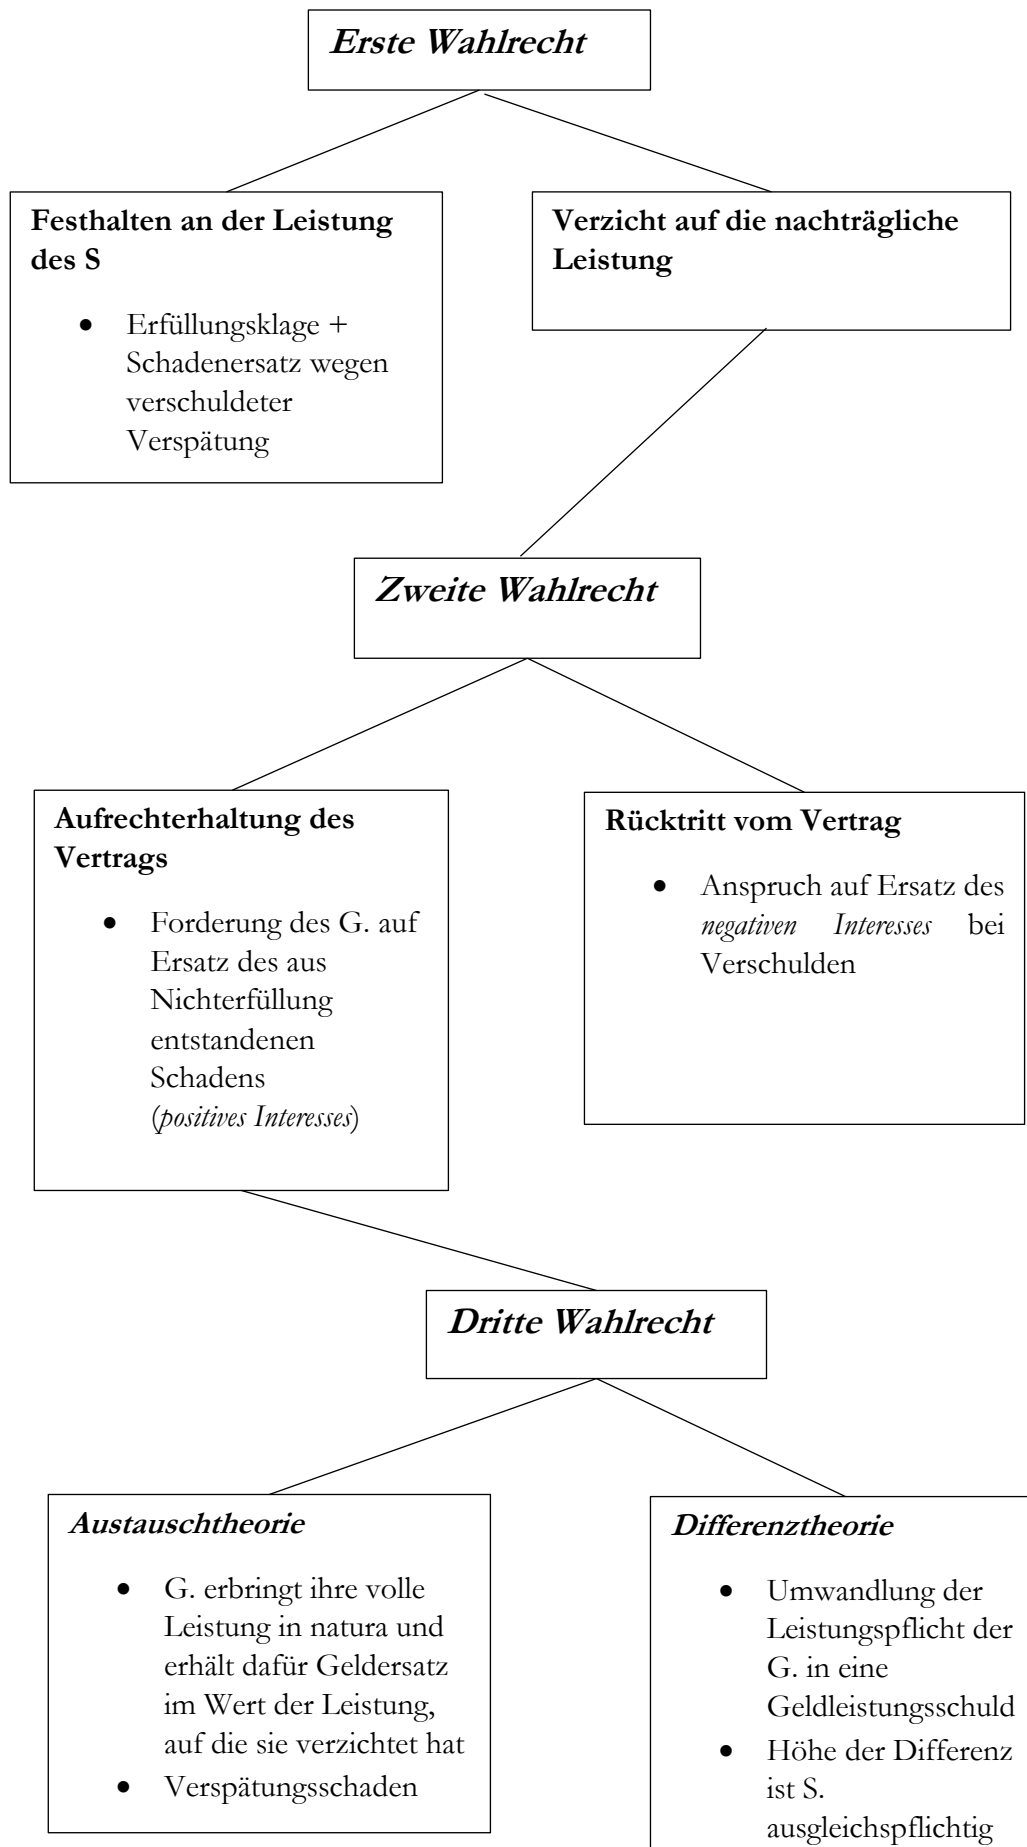 Erste Wahlrecht
Festhalten an der Leistung
des S
• Erfüllungsklage +
Schadenersatz wegen
verschuldeter
Verspätung
Verzicht auf die nachträgliche
Leistung
Zweite Wahlrecht
Aufrechterhaltung des
Vertrags
• Forderung des G. auf
Ersatz des aus
Nichterfüllung
entstandenen
Schadens
(positives Interesses)
Rücktritt vom Vertrag
• Anspruch auf Ersatz des
negativen Interesses bei
Verschulden
Dritte Wahlrecht
Austauschtheorie
• G. erbringt ihre volle
Leistung in natura und
erhält dafür Geldersatz
im Wert der Leistung,
auf die sie verzichtet hat
• Verspätungsschaden
Differenztheorie
• Umwandlung der
Leistungspflicht der
G. in eine
Geldleistungsschuld
• Höhe der Differenz
ist S.
ausgleichspflichtig